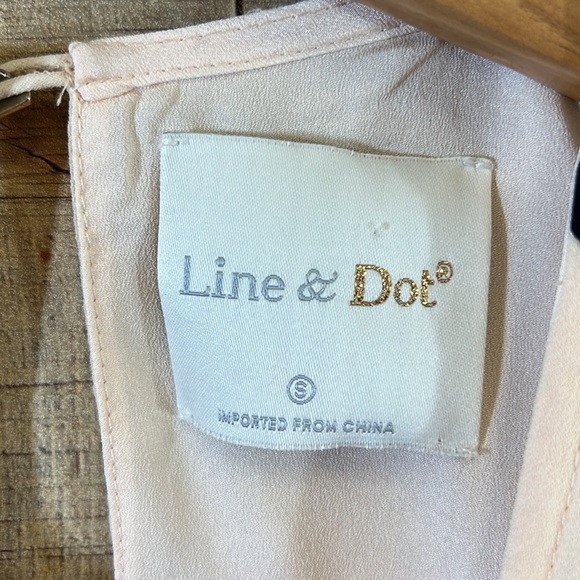 Line & Dot®
S
IMPORTED FROM CHINA